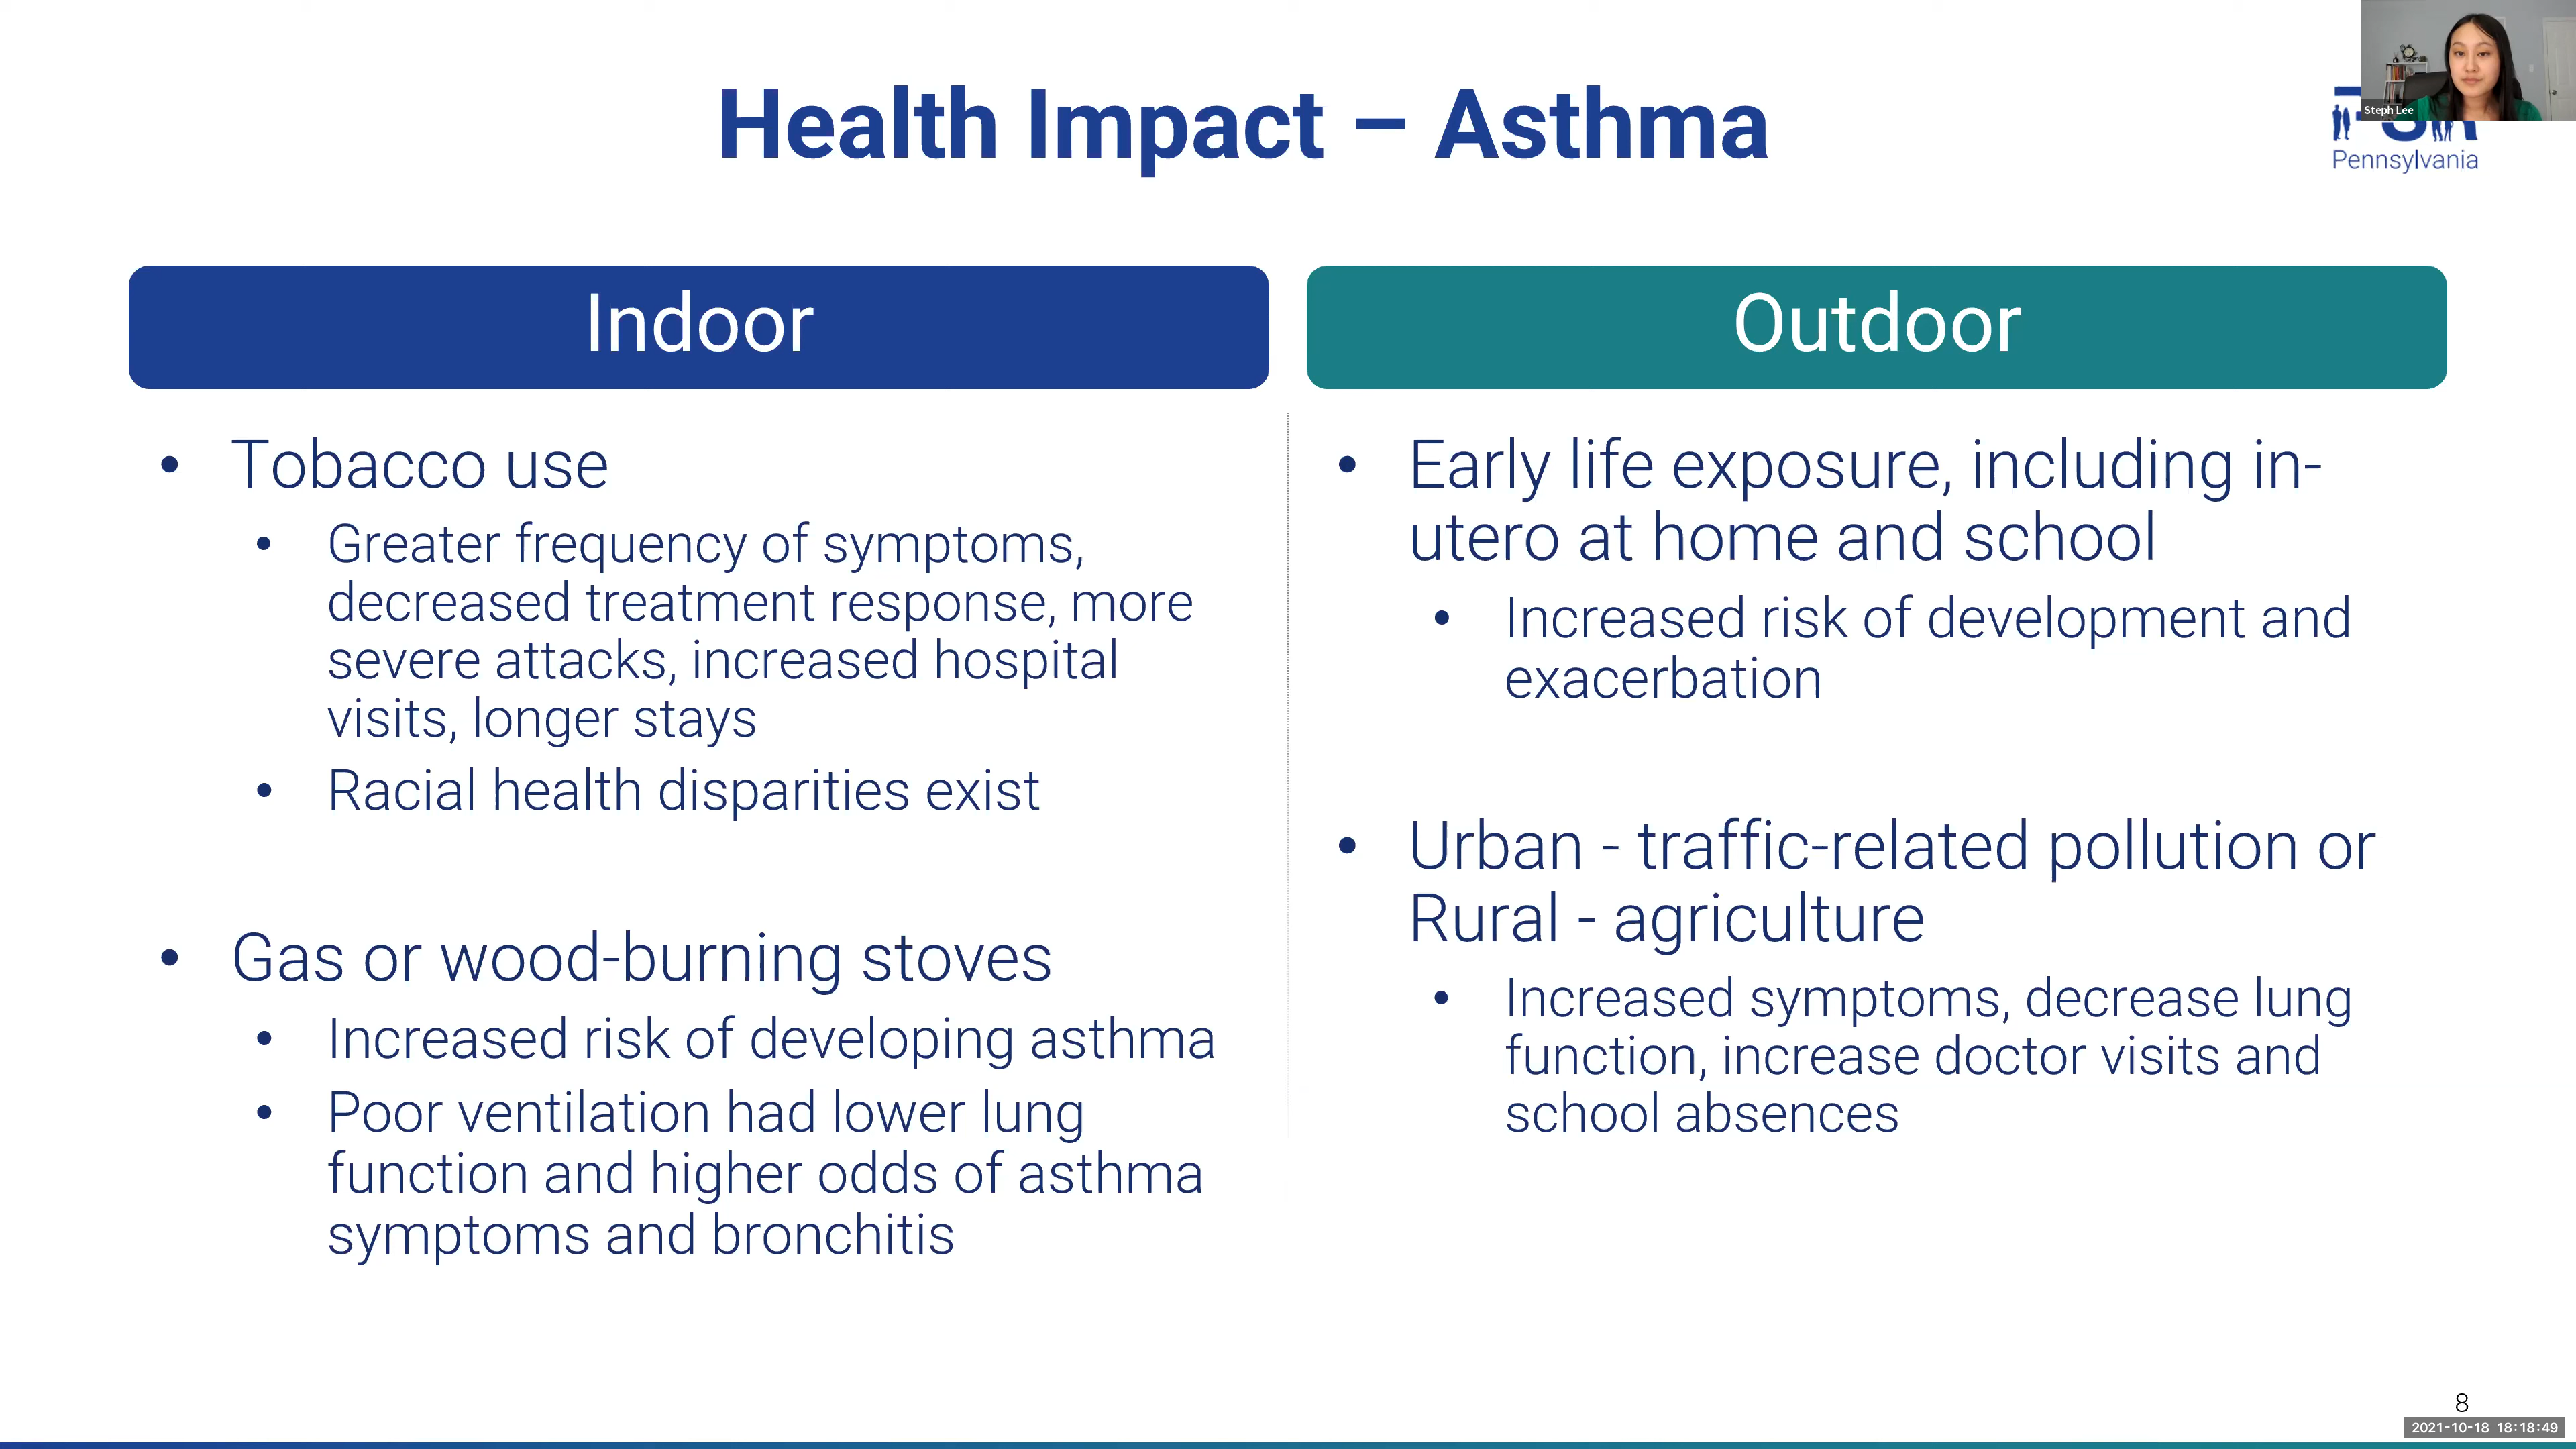 Health Impact – Asthma
Steph Lee
Pennsylvania
Indoor
• Tobacco use
• Greater frequency of symptoms,
decreased treatment response, more
severe attacks, increased hospital
visits, longer stays
• Racial health disparities exist
• Gas or wood-burning stoves
• Increased risk of developing asthma
• Poor ventilation had lower lung
function and higher odds of asthma
symptoms and bronchitis
Outdoor
• Early life exposure, including in-
utero at home and school
• Increased risk of development and
exacerbation
• Urban - traffic-related pollution or
Rural - agriculture
• Increased symptoms, decrease lung
function, increase doctor visits and
school absences
8
2021-10-18 18:18:49